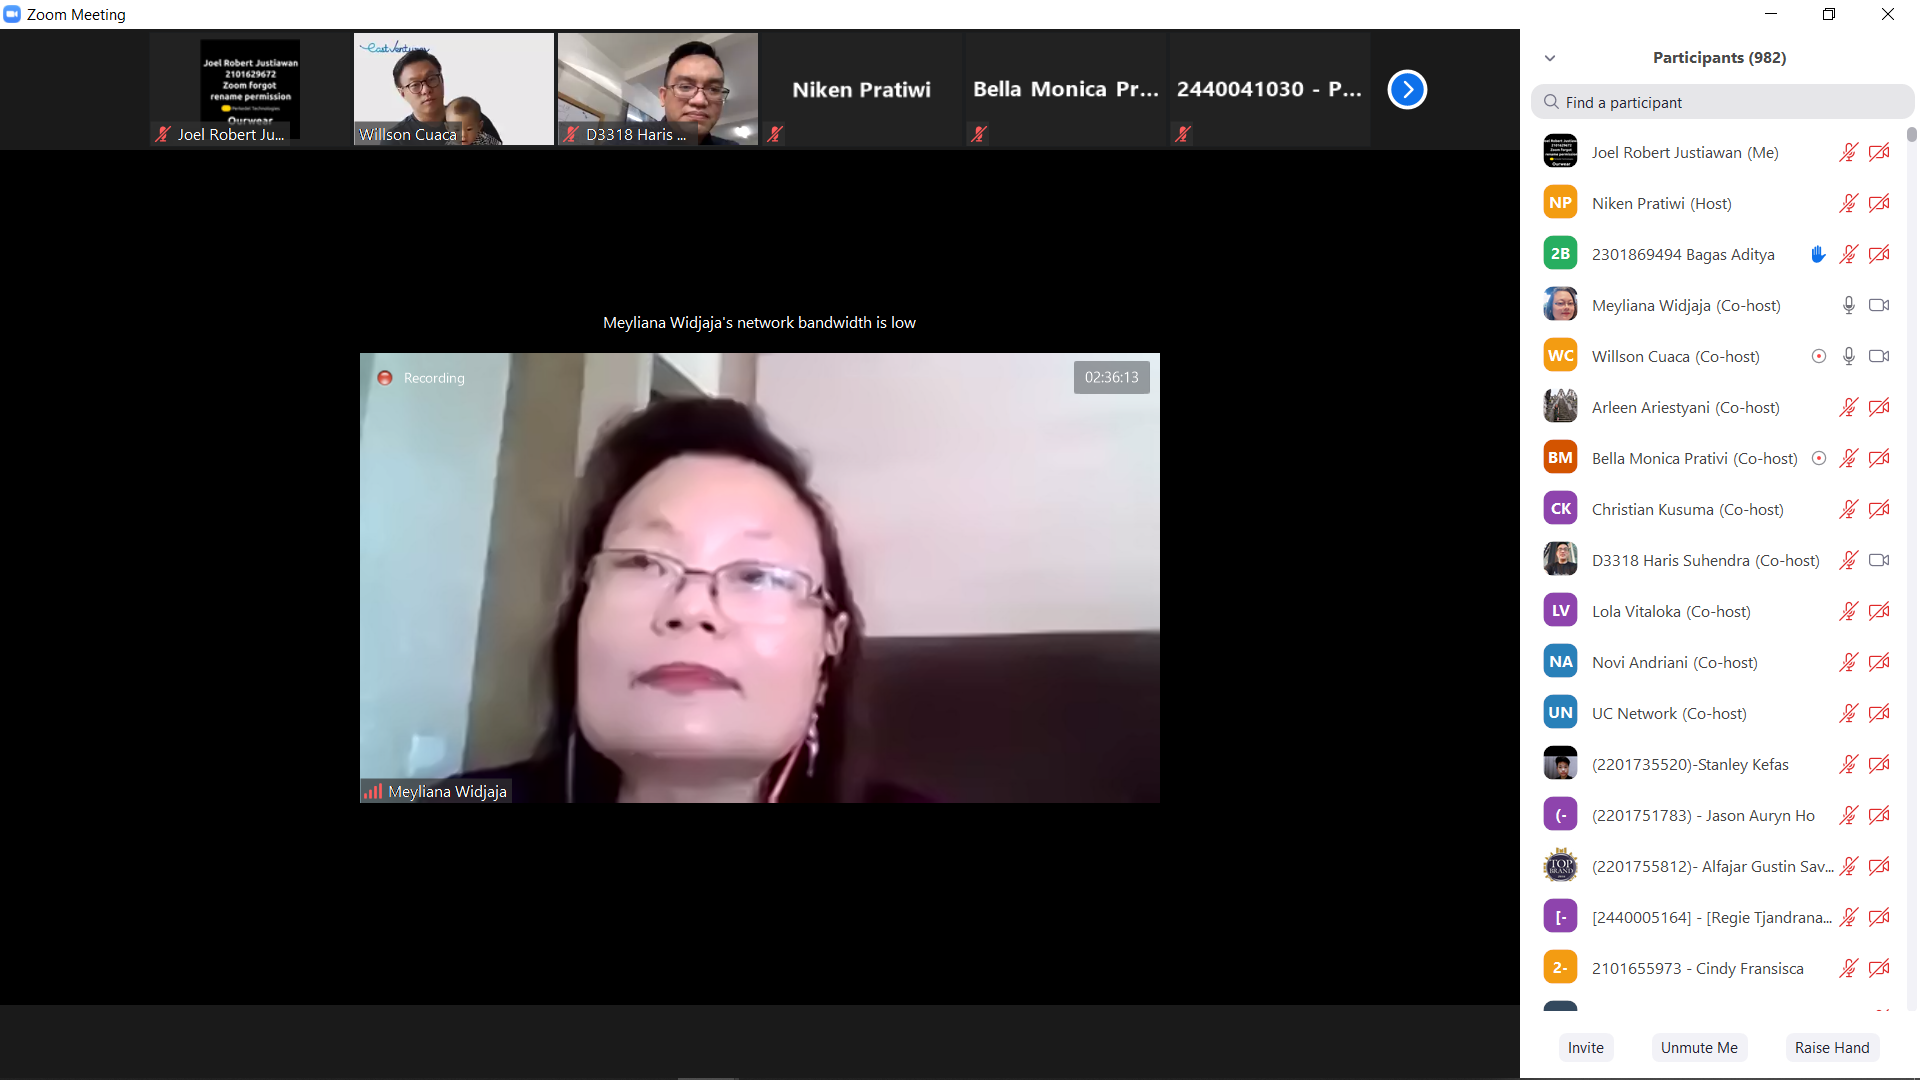 Zoom Meeting
Joel Robert Justiawan
2101629672
Zoom forgot
rename permission
Ourwear
Joel Robert Ju...
East Ventures
Willson Cuaca
D3318 Haris ...
Niken Pratiwi
Bella Monica Pr...
2440041030 - P...
Meyliana Widjaja's network bandwidth is low
Recording
02:36:13
Meyliana Widjaja
Participants (982)
Find a participant
Joel Robert Justiawan (Me)
NP Niken Pratiwi (Host)
2B 2301869494 Bagas Aditya
Meyliana Widjaja (Co-host)
WC Willson Cuaca (Co-host)
Arleen Ariestyani (Co-host)
BM Bella Monica Prativi (Co-host)
CK Christian Kusuma (Co-host)
D3318 Haris Suhendra (Co-host)
LV Lola Vitaloka (Co-host)
NA Novi Andriani (Co-host)
UN UC Network (Co-host)
(2201735520)-Stanley Kefas
(- (2201751783) - Jason Auryn Ho
TOP BRAND (2201755812)- Alfajar Gustin Sav...
[- [2440005164] - [Regie Tjandrana...
2- 2101655973 - Cindy Fransisca
Invite
Unmute Me
Raise Hand